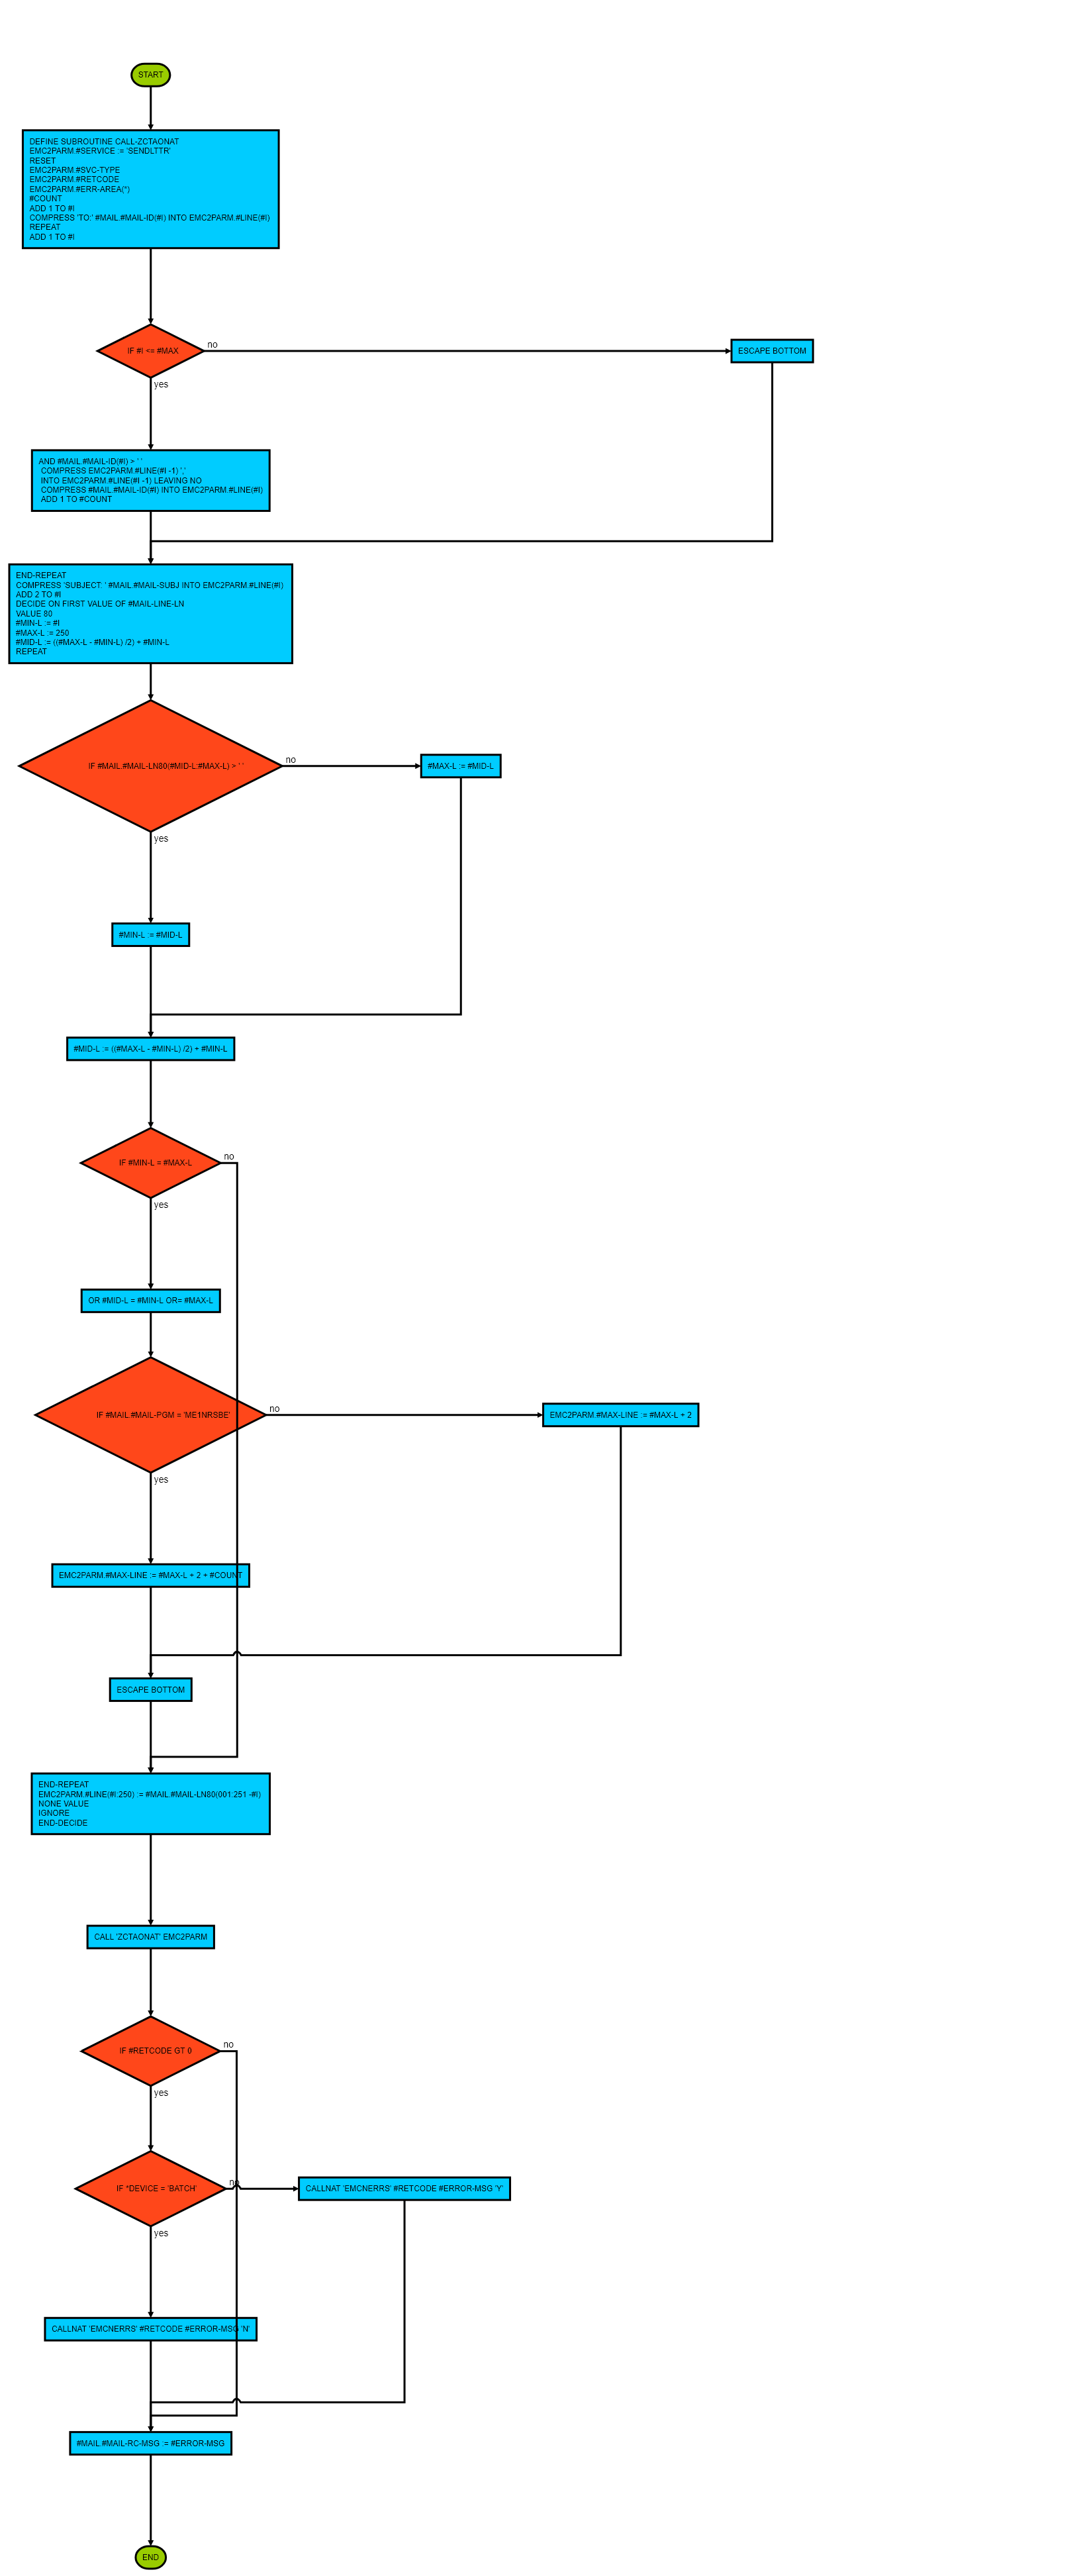 START
DEFINE SUBROUTINE CALL-ZCTAONAT
EMC2PARM.#SERVICE := 'SENDLTTR'
RESET
EMC2PARM.#SVC-TYPE
EMC2PARM.#RETCODE
EMC2PARM.#ERR-AREA(*)
#COUNT
ADD 1 TO #I
COMPRESS 'TO:' #MAIL.#MAIL-ID(#I) INTO EMC2PARM.#LINE(#I)
REPEAT
ADD 1 TO #I
IF #I <= #MAX
no
ESCAPE BOTTOM
yes
AND #MAIL.#MAIL-ID(#I) > ' '
COMPRESS EMC2PARM.#LINE(#I -1) ','
INTO EMC2PARM.#LINE(#I -1) LEAVING NO
COMPRESS #MAIL.#MAIL-ID(#I) INTO EMC2PARM.#LINE(#I)
ADD 1 TO #COUNT
END-REPEAT
COMPRESS 'SUBJECT: ' #MAIL.#MAIL-SUBJ INTO EMC2PARM.#LINE(#I)
ADD 2 TO #I
DECIDE ON FIRST VALUE OF #MAIL-LINE-LN
VALUE 80
#MIN-L := #I
#MAX-L := 250
#MID-L := ((#MAX-L - #MIN-L) /2) + #MIN-L
REPEAT
IF #MAIL.#MAIL-LN80(#MID-L:#MAX-L) > ' '
no
#MAX-L := #MID-L
yes
#MIN-L := #MID-L
#MID-L := ((#MAX-L - #MIN-L) /2) + #MIN-L
IF #MIN-L = #MAX-L
no
yes
OR #MID-L = #MIN-L OR= #MAX-L
IF #MAIL.#MAIL-PGM = 'ME1NRSBE'
no
EMC2PARM.#MAX-LINE := #MAX-L + 2
yes
EMC2PARM.#MAX-LINE := #MAX-L + 2 + #COUNT
ESCAPE BOTTOM
END-REPEAT
EMC2PARM.#LINE(#I:250) := #MAIL.#MAIL-LN80(001:251 -#I)
NONE VALUE
IGNORE
END-DECIDE
CALL 'ZCTAONAT' EMC2PARM
IF #RETCODE GT 0
no
yes
IF *DEVICE = 'BATCH'
no
CALLNAT 'EMCNERRS' #RETCODE #ERROR-MSG 'Y'
yes
CALLNAT 'EMCNERRS' #RETCODE #ERROR-MSG 'N'
#MAIL.#MAIL-RC-MSG := #ERROR-MSG
END